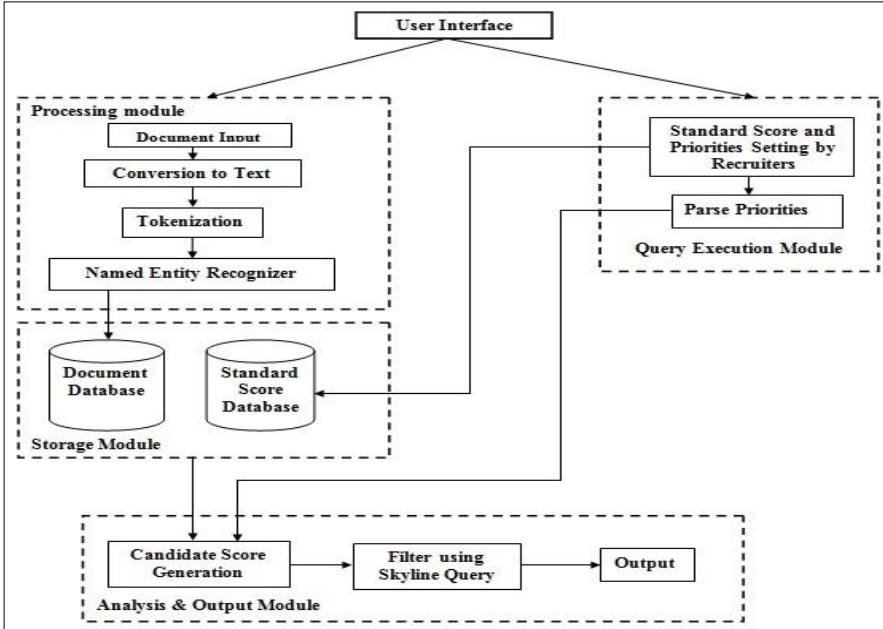 User Interface
Processing module
Document Input
Conversion to Text
Tokenization
Named Entity Recognizer
Standard Score and
Priorities Setting by
Recruiters
Parse Priorities
Query Execution Module
Document
Database
Standard
Score
Database
Storage Module
Candidate Score
Generation
Filter using
Skyline Query
Output
Analysis & Output Module